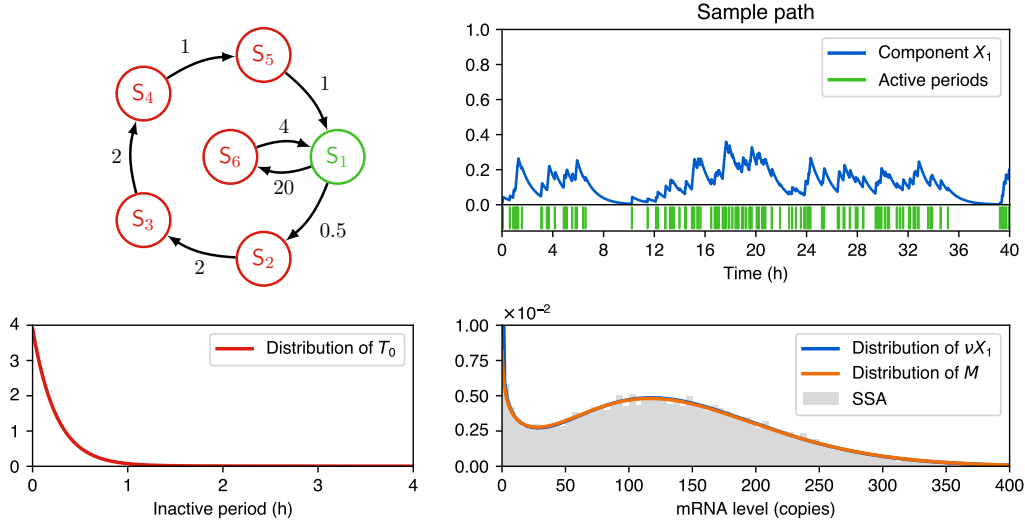 S₅
S₄
S₆
S₁
S₃
S₂
1
1
4
20
2
0.5
2
Sample path
1.0
0.8
0.6
0.4
0.2
0.0
Component X₁
Active periods
0 4 8 12 16 20 24 28 32 36 40
Time (h)
4
3
2
1
0
Distribution of T₀
0 1 2 3 4
Inactive period (h)
×10⁻²
1.00
0.75
0.50
0.25
0.00
Distribution of νX₁
Distribution of M
SSA
0 50 100 150 200 250 300 350 400
mRNA level (copies)